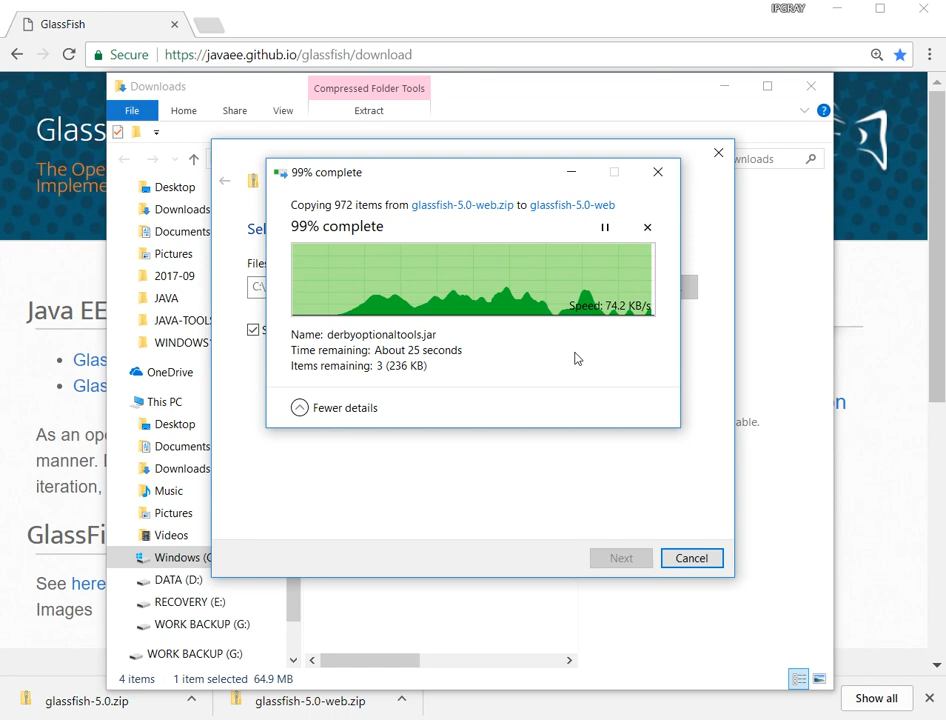 IPGRAY
GlassFish
Secure https://javaee.github.io/glassfish/download
Downloads
Compressed Folder Tools
File Home Share View Extract
Glass
The Ope
Impleme
wnloads
Desktop
Downloads
Documents
Pictures
2017-09
JAVA
JAVA-TOOLS
WINDOWS
OneDrive
This PC
Desktop
Documents
Downloads
Music
Pictures
Videos
Windows (C
DATA (D:)
RECOVERY (E:)
WORK BACKUP (G:)
WORK BACKUP (G:)
Sel
Files
C:\
S
99% complete
Copying 972 items from glassfish-5.0-web.zip to glassfish-5.0-web
99% complete
Speed: 74.2 KB/s
Name: derbyoptionaltools.jar
Time remaining: About 25 seconds
Items remaining: 3 (236 KB)
Fewer details
Next Cancel
Java EE
Glas
Glas
n
As an ope
able.
manner. I
iteration,
GlassFi
See here
Images
4 items 1 item selected 64.9 MB
glassfish-5.0.zip
glassfish-5.0-web.zip
Show all